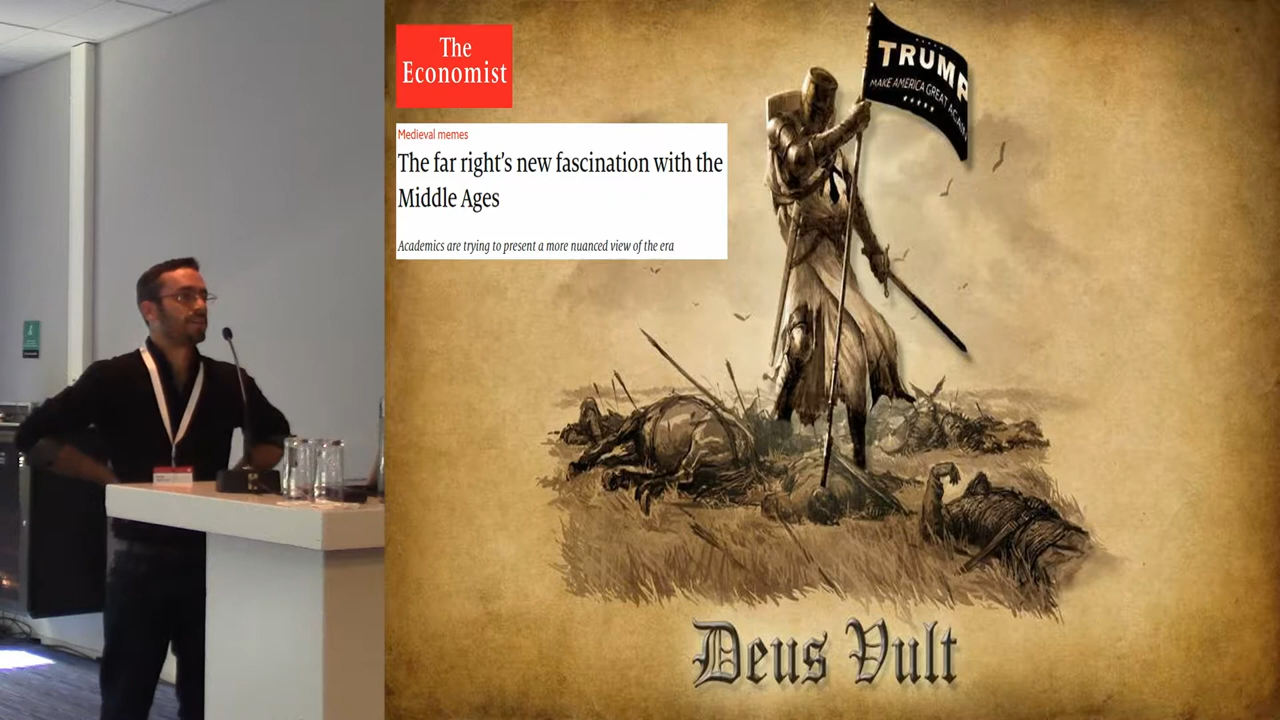 The
Economist
Medieval memes
The far right's new fascination with the
Middle Ages
Academics are trying to present a more nuanced view of the era
TRUMP
MAKE AMERICA GREAT AGAIN
Deus Vult